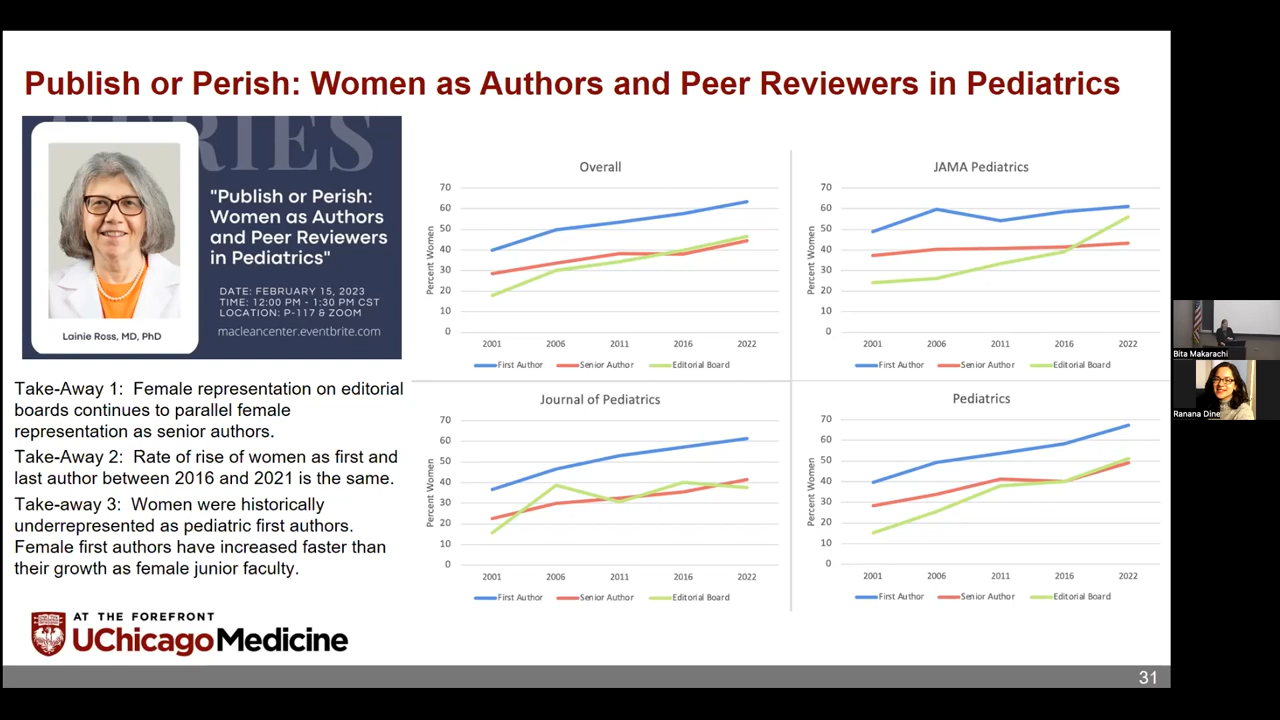 Publish or Perish: Women as Authors and Peer Reviewers in Pediatrics
SERIES
"Publish or Perish:
Women as Authors
and Peer Reviewers
in Pediatrics"
DATE: FEBRUARY 15, 2023
TIME: 12:00 PM - 1:30 PM CST
LOCATION: P-117 & ZOOM
macleancenter.eventbrite.com
Lainie Ross, MD, PhD
Take-Away 1: Female representation on editorial
boards continues to parallel female
representation as senior authors.
Take-Away 2: Rate of rise of women as first and
last author between 2016 and 2021 is the same.
Take-away 3: Women were historically
underrepresented as pediatric first authors.
Female first authors have increased faster than
their growth as female junior faculty.
AT THE FOREFRONT
UChicago Medicine
Overall
Percent Women
70
60
50
40
30
20
10
0
2001 2006 2011 2016 2022
First Author Senior Author Editorial Board
JAMA Pediatrics
Percent Women
70
60
50
40
30
20
10
0
2001 2006 2011 2016 2022
First Author Senior Author Editorial Board
Journal of Pediatrics
Percent Women
70
60
50
40
30
20
10
0
2001 2006 2011 2016 2022
First Author Senior Author Editorial Board
Pediatrics
Percent Women
70
60
50
40
30
20
10
0
2001 2006 2011 2016 2022
First Author Senior Author Editorial Board
31
Bita Makarachi
Ranana Dine